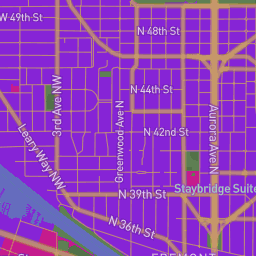 W 49th St
N 48th St
N 44th St
3rd Ave NW
Greenwood Ave N
Aurora Ave N
N 42nd St
Leary Way NW
Staybridge Suite
N 39th St
N 36th St
FREMONT